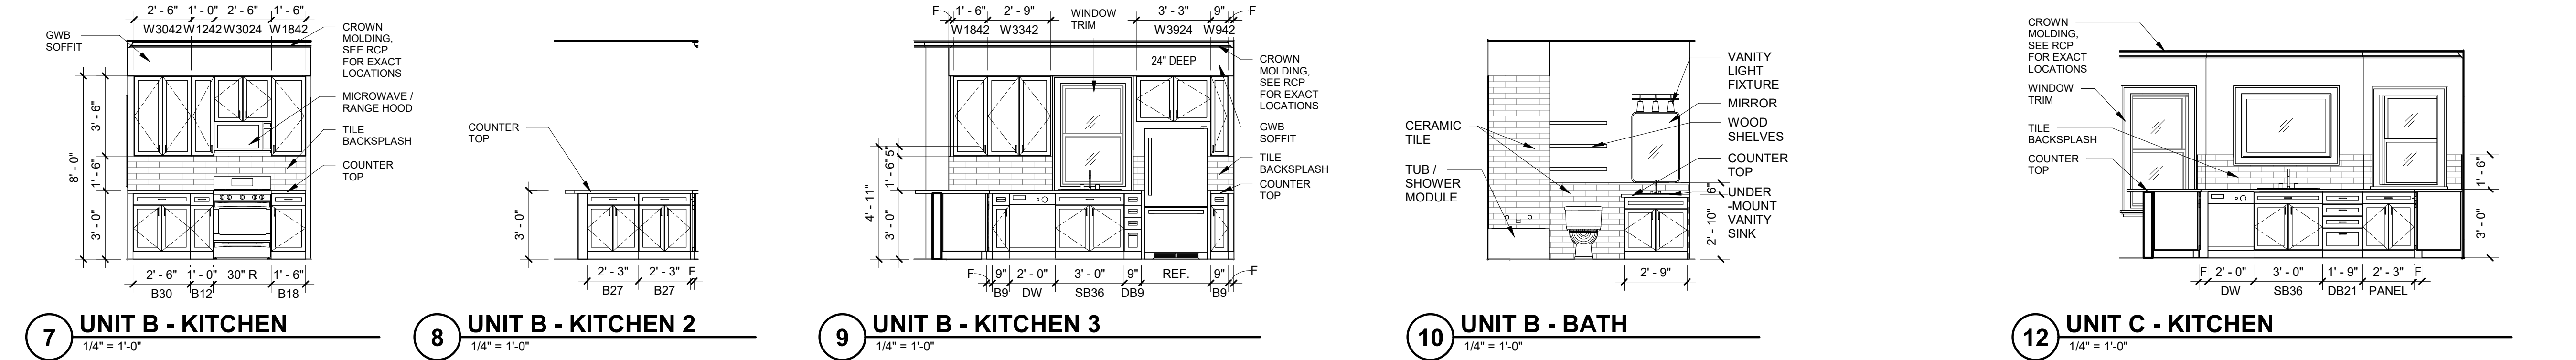 2' - 6" 1' - 0" 2' - 6" 1' - 6"
W3042 W1242 W3024 W1842
GWB
SOFFIT
CROWN
MOLDING,
SEE RCP
FOR EXACT
LOCATIONS
MICROWAVE /
RANGE HOOD
TILE
BACKSPLASH
COUNTER
TOP
8' - 0"
3' - 6"
1' - 6"
3' - 0"
2' - 6" 1' - 0" 30" R 1' - 6"
B30 B12 B18
7 UNIT B - KITCHEN
1/4" = 1'-0"
COUNTER
TOP
3' - 0"
2' - 3" 2' - 3" F
B27 B27
8 UNIT B - KITCHEN 2
1/4" = 1'-0"
F 1' - 6" 2' - 9" WINDOW
TRIM
3' - 3" 9" F
W1842 W3342 W3924 W942
24" DEEP
CROWN
MOLDING,
SEE RCP
FOR EXACT
LOCATIONS
GWB
SOFFIT
TILE
BACKSPLASH
COUNTER
TOP
4' - 11"
5"
1' - 6"
3' - 0"
F 9" 2' - 0" 3' - 0" 9" REF. 9" F
B9 DW SB36 DB9 B9
9 UNIT B - KITCHEN 3
1/4" = 1'-0"
CERAMIC
TILE
TUB /
SHOWER
MODULE
VANITY
LIGHT
FIXTURE
MIRROR
WOOD
SHELVES
COUNTER
TOP
UNDER
-MOUNT
VANITY
SINK
6"
2' - 10"
2' - 9"
10 UNIT B - BATH
1/4" = 1'-0"
CROWN
MOLDING,
SEE RCP
FOR EXACT
LOCATIONS
WINDOW
TRIM
TILE
BACKSPLASH
COUNTER
TOP
1' - 6"
3' - 0"
F 2' - 0" 3' - 0" 1' - 9" 2' - 3" F
DW SB36 DB21 PANEL
12 UNIT C - KITCHEN
1/4" = 1'-0"